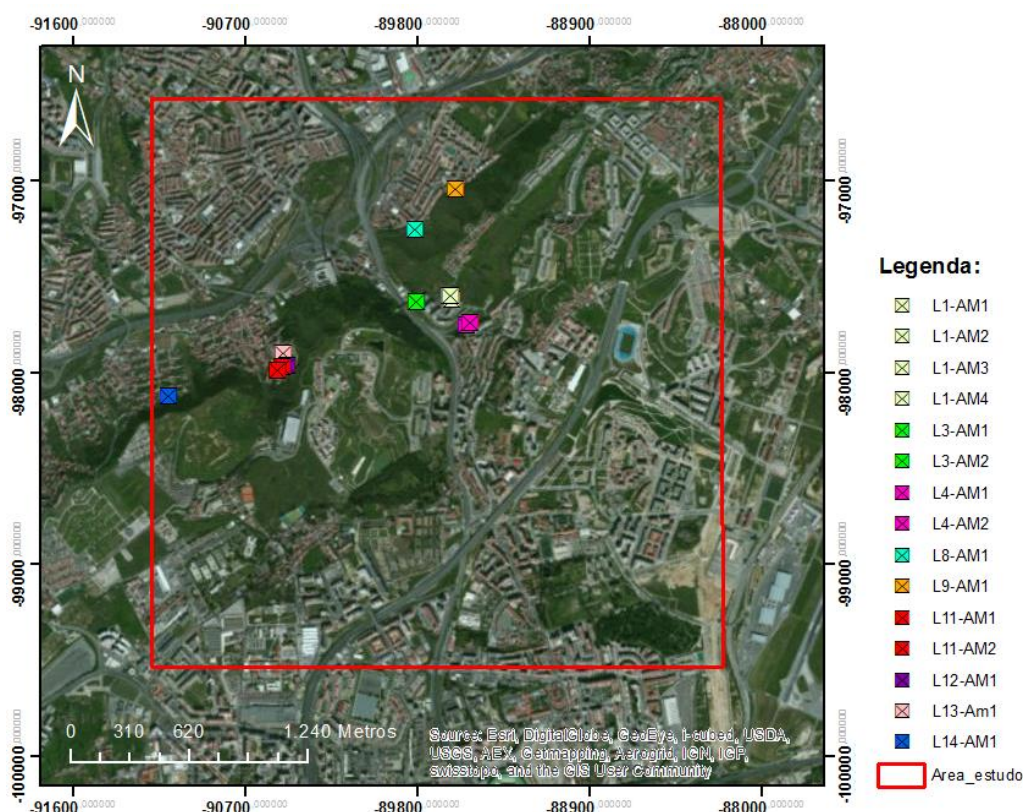 -91600,000000 -90700,000000 -89800,000000 -88900,000000 -88000,000000
N
-97000,000000 -97000,000000
-98000,000000 -98000,000000
-99000,000000 -99000,000000
-100000,000000 -100000,000000
Legenda:
L1-AM1
L1-AM2
L1-AM3
L1-AM4
L3-AM1
L3-AM2
L4-AM1
L4-AM2
L8-AM1
L9-AM1
L11-AM1
L11-AM2
L12-AM1
L13-Am1
L14-AM1
Area_estudo
0 310 620 1.240 Metros
Source: Esri, DigitalGlobe, GeoEye, i-cubed, USDA,
USGS, AEX, Getmapping, Aerogrid, IGN, IGP,
swisstopo, and the GIS User Community
-91600 -90700 -89800 -88900 -88000